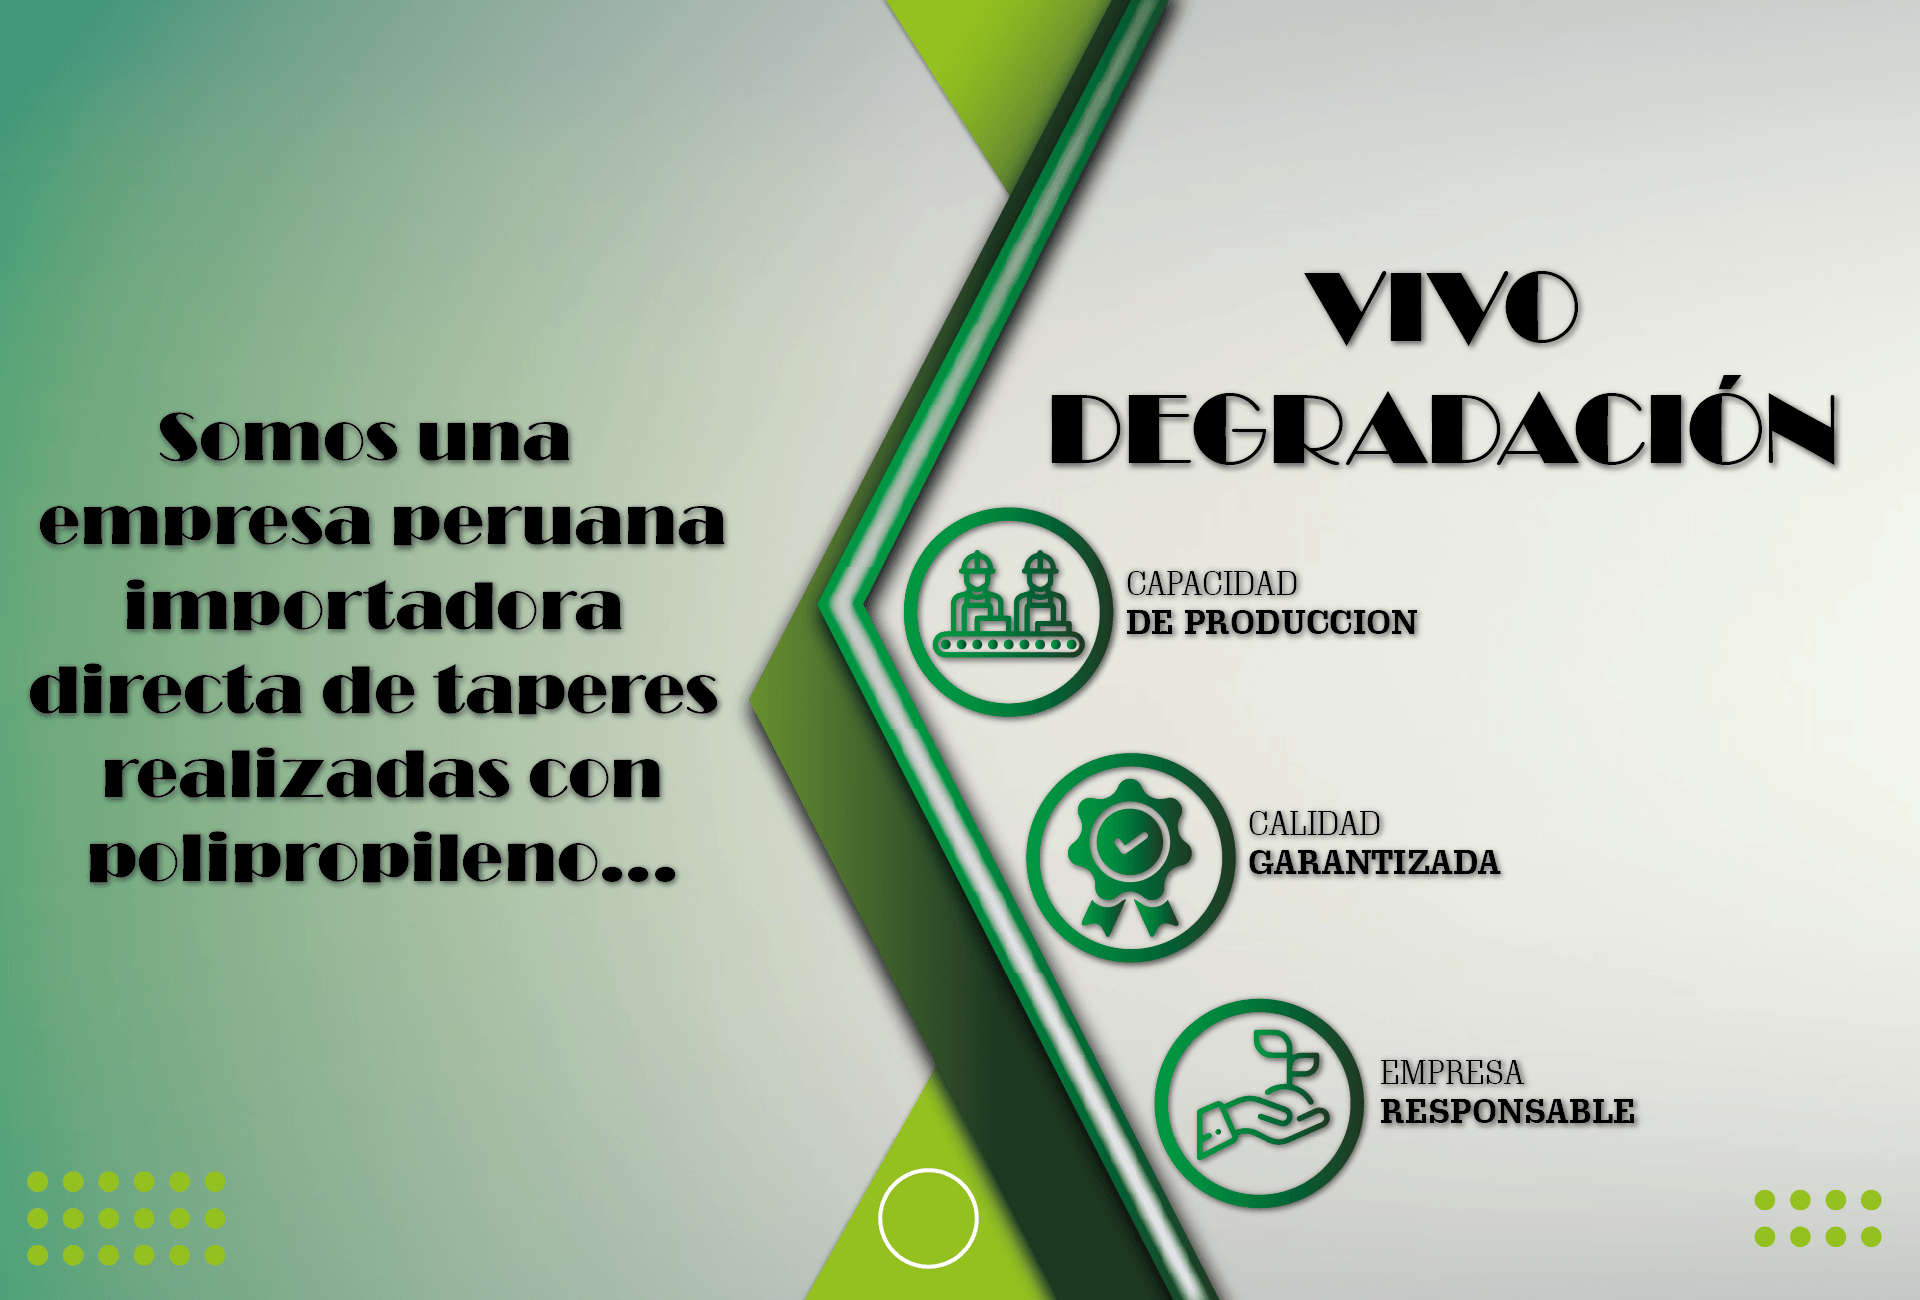 Somos una
empresa peruana
importadora
directa de taperes
realizadas con
polipropileno...
VIVO
DEGRADACIÓN
CAPACIDAD
DE PRODUCCION
CALIDAD
GARANTIZADA
EMPRESA
RESPONSABLE